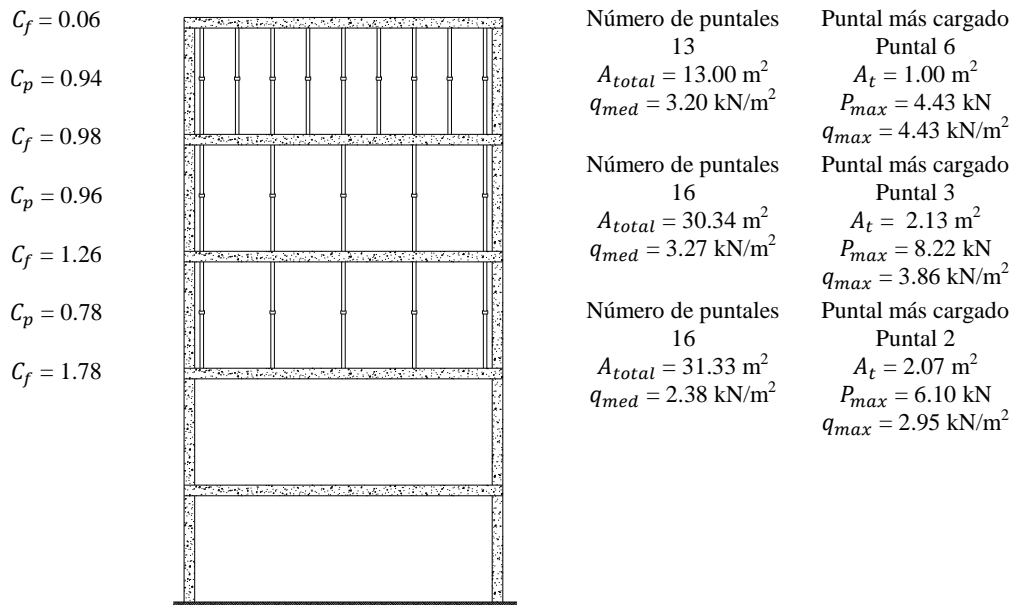 C_f = 0.06
C_p = 0.94
C_f = 0.98
C_p = 0.96
C_f = 1.26
C_p = 0.78
C_f = 1.78
Número de puntales
13
A_total = 13.00 m²
q_med = 3.20 kN/m²
Puntal más cargado
Puntal 6
A_t = 1.00 m²
P_max = 4.43 kN
q_max = 4.43 kN/m²
Número de puntales
16
A_total = 30.34 m²
q_med = 3.27 kN/m²
Puntal más cargado
Puntal 3
A_t = 2.13 m²
P_max = 8.22 kN
q_max = 3.86 kN/m²
Número de puntales
16
A_total = 31.33 m²
q_med = 2.38 kN/m²
Puntal más cargado
Puntal 2
A_t = 2.07 m²
P_max = 6.10 kN
q_max = 2.95 kN/m²